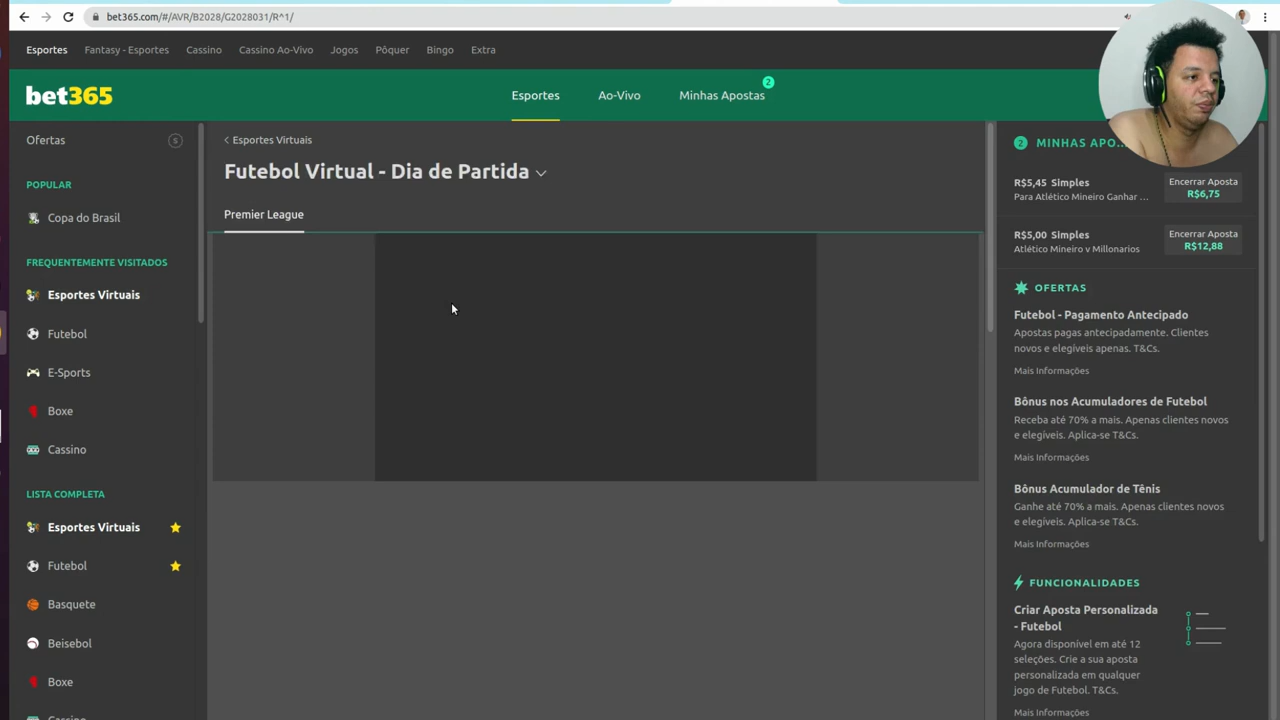 bet365.com/#/AVR/B2028/G2028031/R^1/
Esportes Fantasy - Esportes Cassino Cassino Ao-Vivo Jogos Pôquer Bingo Extra
bet365
Esportes Ao-Vivo Minhas Apostas 2
Ofertas 5
POPULAR
Copa do Brasil
FREQUENTEMENTE VISITADOS
Esportes Virtuais
Futebol
E-Sports
Boxe
Cassino
LISTA COMPLETA
Esportes Virtuais
Futebol
Basquete
Beisebol
Boxe
Cassino
Esportes Virtuais
Futebol Virtual - Dia de Partida
Premier League
2 MINHAS APO...
R$5,45 Simples
Para Atlético Mineiro Ganhar ...
Encerrar Aposta
R$6,75
R$5,00 Simples
Atlético Mineiro v Millonarios
Encerrar Aposta
R$12,88
OFERTAS
Futebol - Pagamento Antecipado
Apostas pagas antecipadamente. Clientes
novos e elegíveis apenas. T&Cs.
Mais Informações
Bônus nos Acumuladores de Futebol
Receba até 70% a mais. Apenas clientes novos
e elegíveis. Aplica-se T&Cs.
Mais Informações
Bônus Acumulador de Tênis
Ganhe até 70% a mais. Apenas clientes novos
e elegíveis. Aplica-se T&Cs.
Mais Informações
FUNCIONALIDADES
Criar Aposta Personalizada
- Futebol
Agora disponível em até 12
seleções. Crie a sua aposta
personalizada em qualquer
jogo de Futebol. T&Cs.
Mais Informações